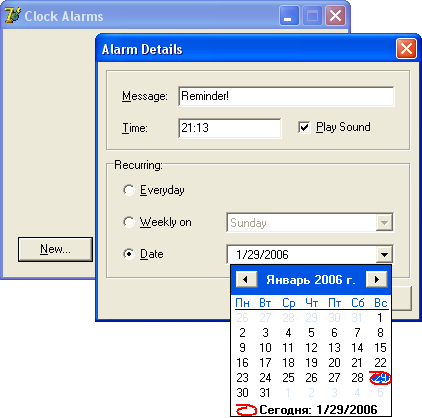 Clock Alarms
Alarm Details
Message: Reminder!
Time: 21:13 Play Sound
Recurring:
Everyday
Weekly on Sunday
New...
Date 1/29/2006
Январь 2006 г.
Пн Вт Ср Чт Пт Сб Вс
26 27 28 29 30 31 1
2 3 4 5 6 7 8
9 10 11 12 13 14 15
16 17 18 19 20 21 22
23 24 25 26 27 28 29
30 31 1 2 3 4 5
Сегодня: 1/29/2006